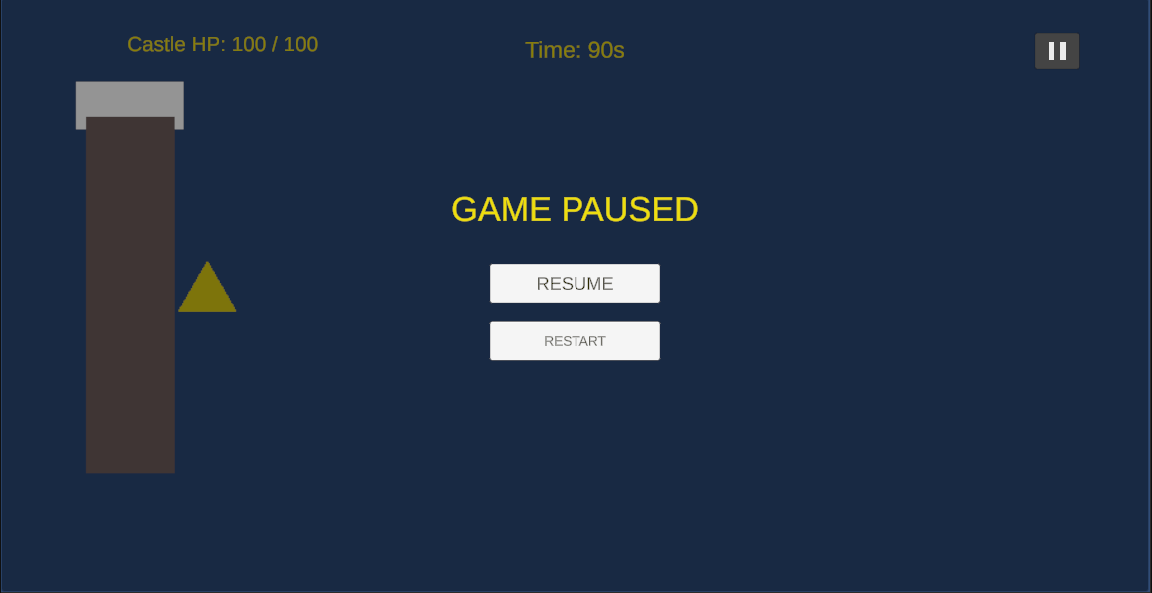 Castle HP: 100 / 100
Time: 90s
GAME PAUSED
RESUME
RESTART